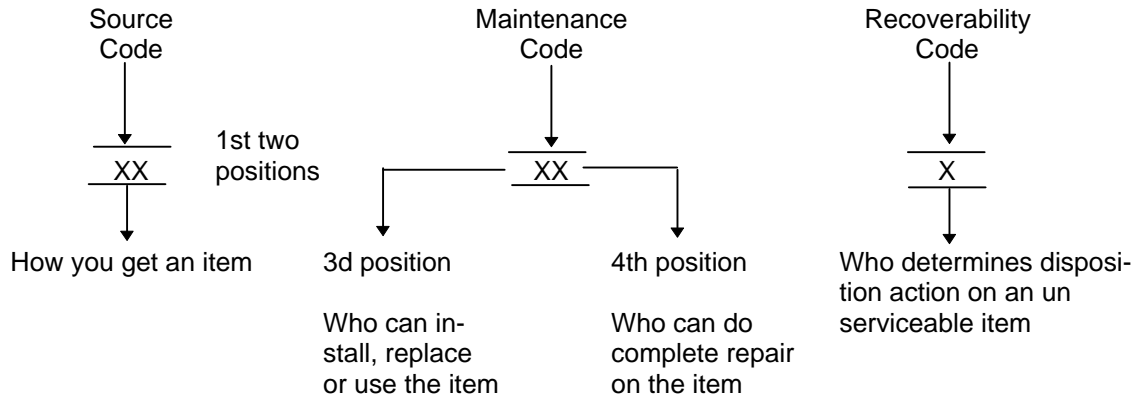 Source
Code
Maintenance
Code
Recoverability
Code
1st two
positions
XX
XX
X
How you get an item
3d position
4th position
Who determines disposi-
tion action on an un
serviceable item
Who can in-
stall, replace
or use the item
Who can do
complete repair
on the item